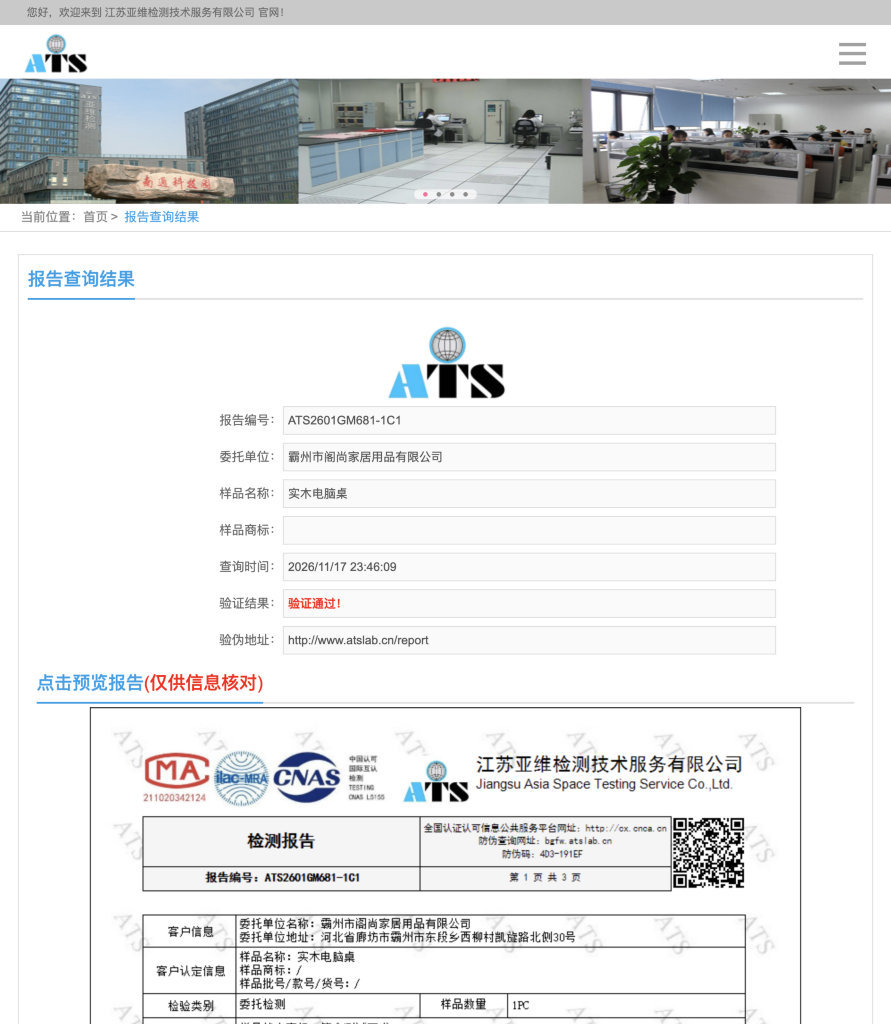 您好，欢迎来到 江苏亚维检测技术服务有限公司 官网！
ATS
亚维检测
南通科技园
当前位置：首页 > 报告查询结果
报告查询结果
ATS
报告编号： ATS2601GM681-1C1
委托单位： 霸州市阁尚家居用品有限公司
样品名称： 实木电脑桌
样品商标：
查询时间： 2026/11/17 23:46:09
验证结果： 验证通过！
验伪地址： http://www.atslab.cn/report
点击预览报告(仅供信息核对)
MA
211020342124
ilac-MRA
CNAS
中国认可
国际互认
检测
TESTING
CNAS L5155
ATS
江苏亚维检测技术服务有限公司
Jiangsu Asia Space Testing Service Co.,Ltd.
检测报告
全国认证认可信息公共服务平台网址：http://cx.cnca.cn
防伪查询网址：bgfw.atslab.cn
防伪码：4D3-191EF
报告编号：ATS2601GM681-1C1
第 1 页 共 3 页
客户信息
委托单位名称：霸州市阁尚家居用品有限公司
委托单位地址：河北省廊坊市霸州市东段乡西柳村凯旋路北侧30号
客户认定信息
样品名称：实木电脑桌
样品商标：/
样品批号/款号/货号：/
检验类别 委托检测 样品数量 1PC